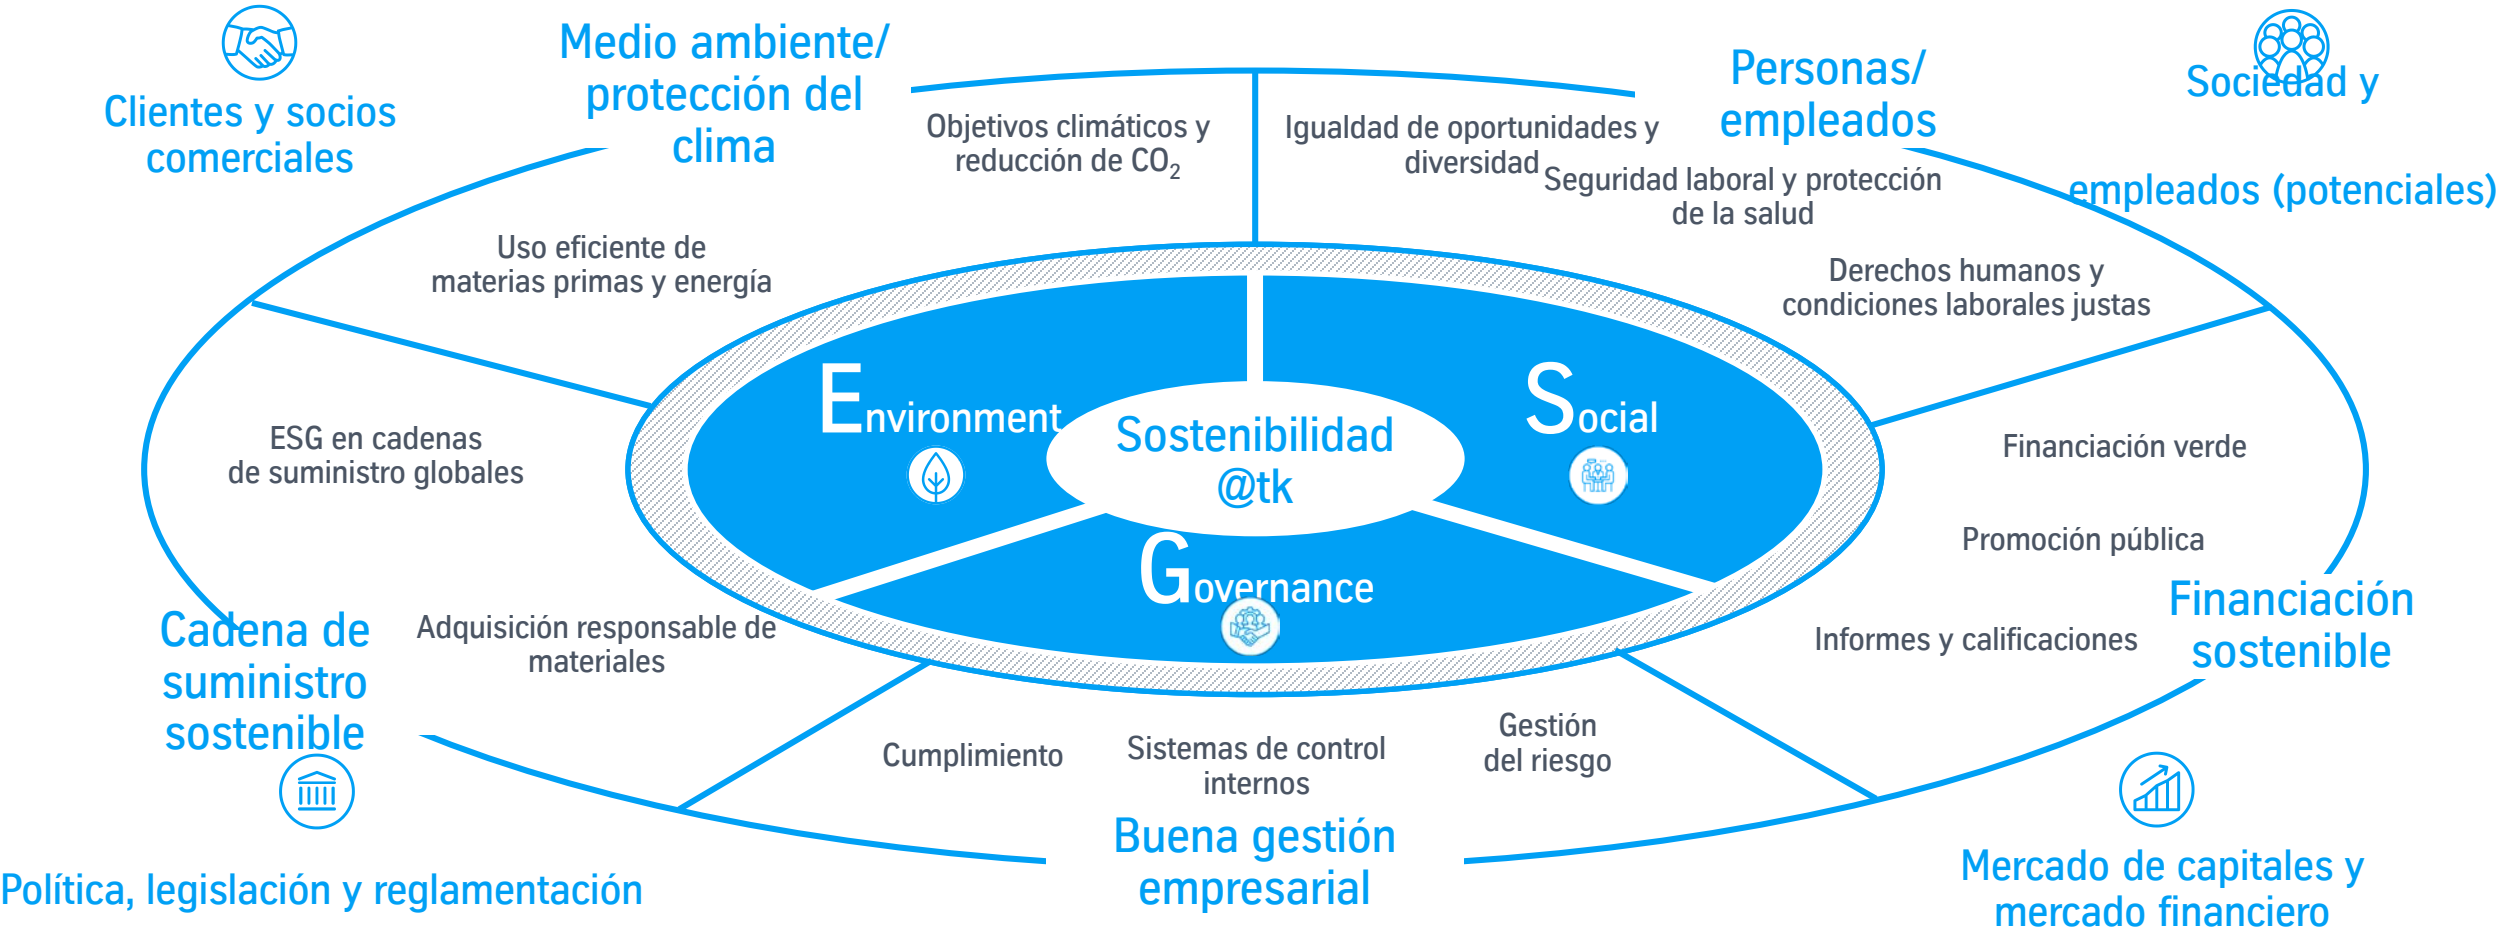 Clientes y socios
comerciales
Medio ambiente/
protección del
clima
Personas/
empleados
Sociedad y
empleados (potenciales)
Objetivos climáticos y
reducción de CO₂
Igualdad de oportunidades y
diversidad
Seguridad laboral y protección
de la salud
Uso eficiente de
materias primas y energía
Derechos humanos y
condiciones laborales justas
Environment
Social
Sostenibilidad
@tk
Governance
ESG en cadenas
de suministro globales
Financiación verde
Promoción pública
Financiación
sostenible
Informes y calificaciones
Cadena de
suministro
sostenible
Adquisición responsable de
materiales
Cumplimiento
Sistemas de control
internos
Gestión
del riesgo
Buena gestión
empresarial
Política, legislación y reglamentación
Mercado de capitales y
mercado financiero